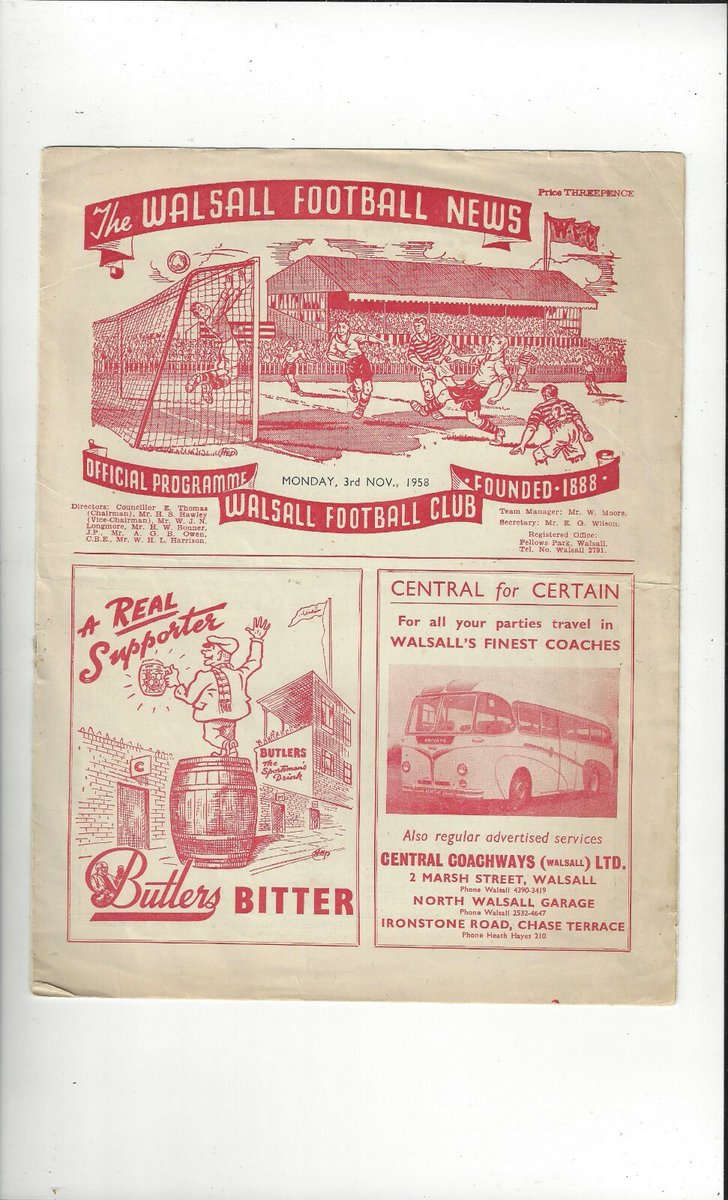 The WALSALL FOOTBALL NEWS
Price THREEPENCE
W.F.C.
2
HEP
OFFICIAL PROGRAMME
MONDAY, 3rd NOV., 1958
FOUNDED·1888·
WALSALL FOOTBALL CLUB
Directors: Councillor E. Thomas
(Chairman), Mr. H. S. Hawley
(Vice-Chairman), Mr. W. J. N.
Longmore, Mr. H. W. Bonner,
J.P., Mr. A. G. B. Owen,
C.B.E., Mr. W. H. L. Harrison.
Team Manager: Mr. W. Moore.
Secretary: Mr. E. G. Wilson.
Registered Office:
Fellows Park, Walsall.
Tel. No. Walsall 2791.
A REAL
Supporter
C
BUTLERS
The
Sportsman's
Drink
HEP
Butlers BITTER
CENTRAL for CERTAIN
For all your parties travel in
WALSALL'S FINEST COACHES
PRIVATE
Also regular advertised services
CENTRAL COACHWAYS (WALSALL) LTD.
2 MARSH STREET, WALSALL
Phone Walsall 4390-3419
NORTH WALSALL GARAGE
Phone Walsall 2532-4647
IRONSTONE ROAD, CHASE TERRACE
Phone Heath Hayes 210